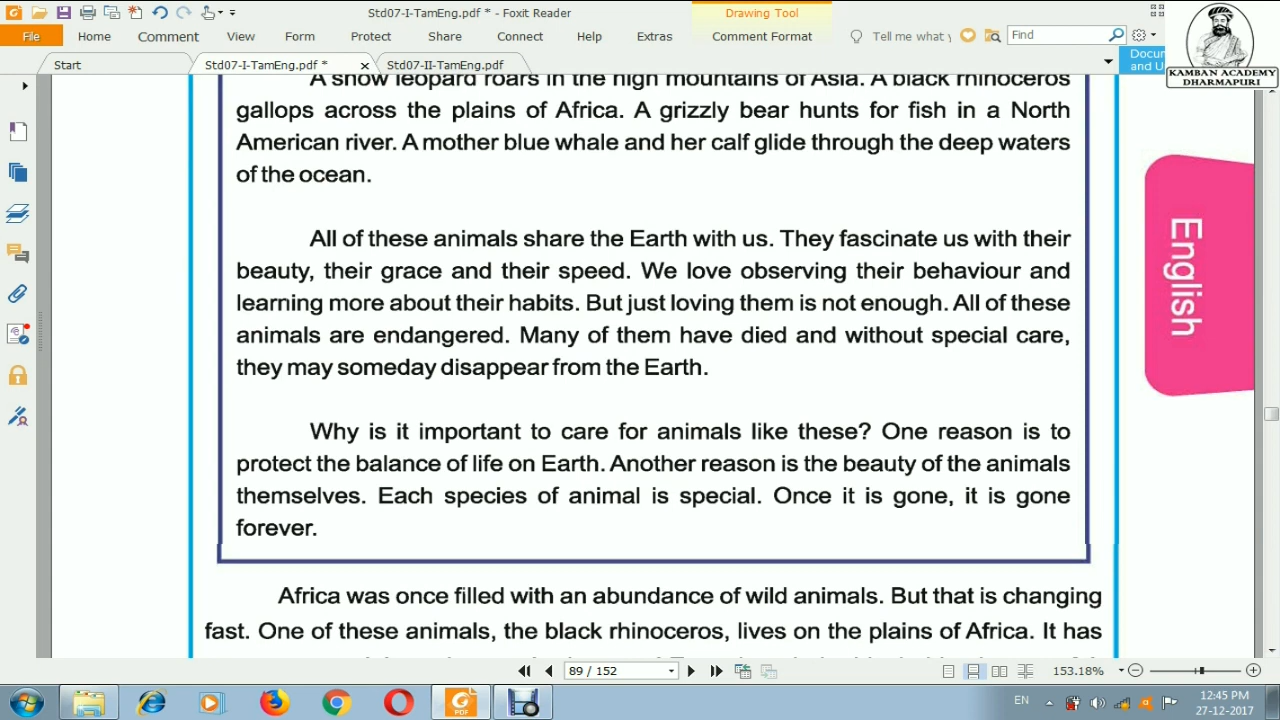 Std07-I-TamEng.pdf * - Foxit Reader
Drawing Tool
File Home Comment View Form Protect Share Connect Help Extras Comment Format Tell me what y Find
Start Std07-I-TamEng.pdf * x Std07-II-TamEng.pdf
Docum
and U
KAMBAN ACADEMY
DHARMAPURI
A snow leopard roars in the high mountains of Asia. A black rhinoceros
gallops across the plains of Africa. A grizzly bear hunts for fish in a North
American river. A mother blue whale and her calf glide through the deep waters
of the ocean.
All of these animals share the Earth with us. They fascinate us with their
beauty, their grace and their speed. We love observing their behaviour and
learning more about their habits. But just loving them is not enough. All of these
animals are endangered. Many of them have died and without special care,
they may someday disappear from the Earth.
Why is it important to care for animals like these? One reason is to
protect the balance of life on Earth. Another reason is the beauty of the animals
themselves. Each species of animal is special. Once it is gone, it is gone
forever.
English
Africa was once filled with an abundance of wild animals. But that is changing
fast. One of these animals, the black rhinoceros, lives on the plains of Africa. It has
89 / 152
153.18%
PDF
EN
12:45 PM
27-12-2017